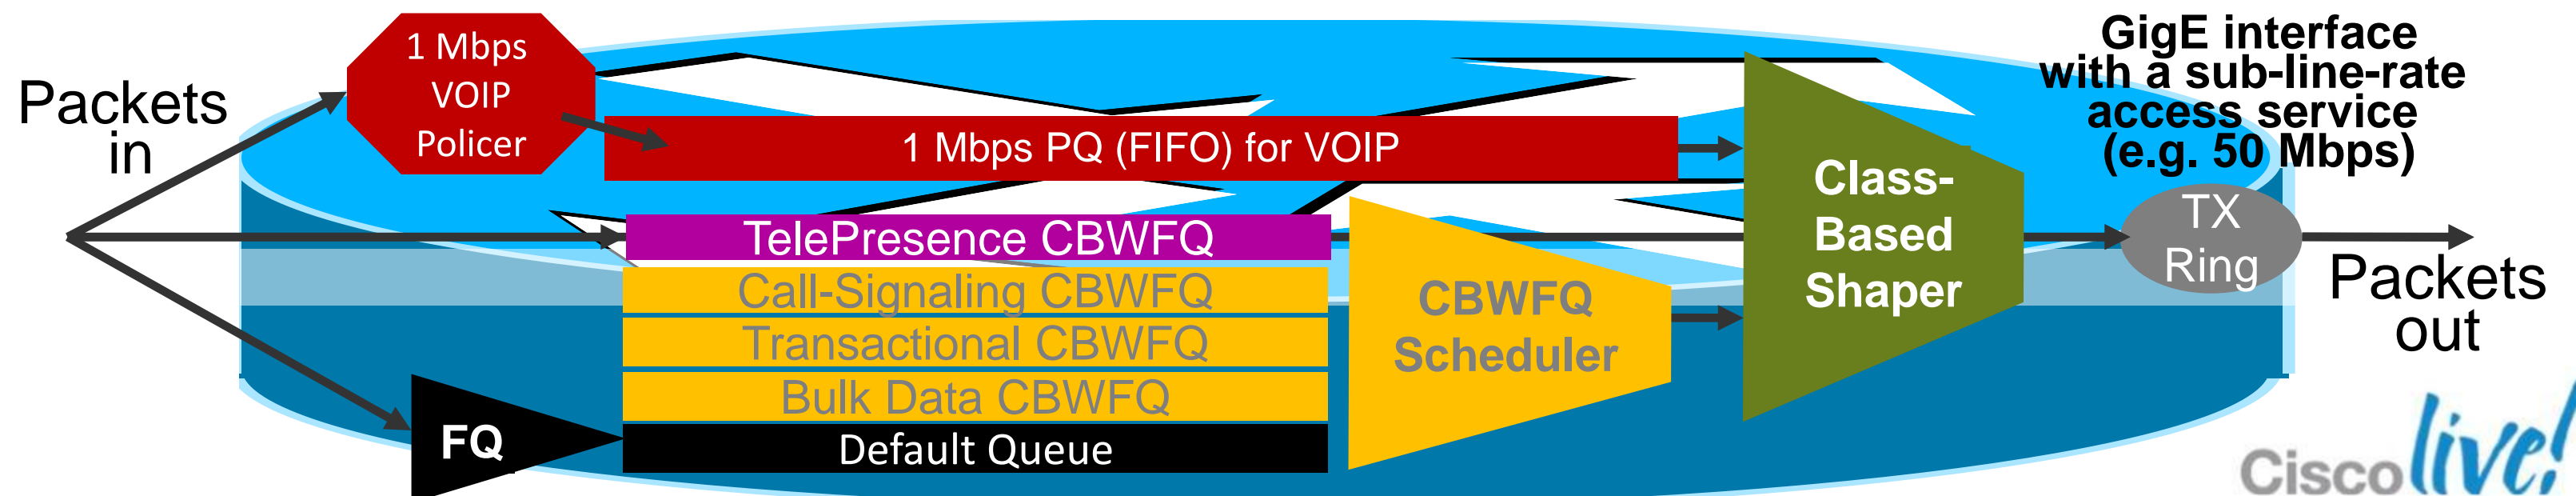 Packets
in
1 Mbps
VOIP
Policer
1 Mbps PQ (FIFO) for VOIP
TelePresence CBWFQ
Call-Signaling CBWFQ
Transactional CBWFQ
Bulk Data CBWFQ
FQ
Default Queue
CBWFQ
Scheduler
Class-
Based
Shaper
GigE interface
with a sub-line-rate
access service
(e.g. 50 Mbps)
TX
Ring
Packets
out
Cisco live!